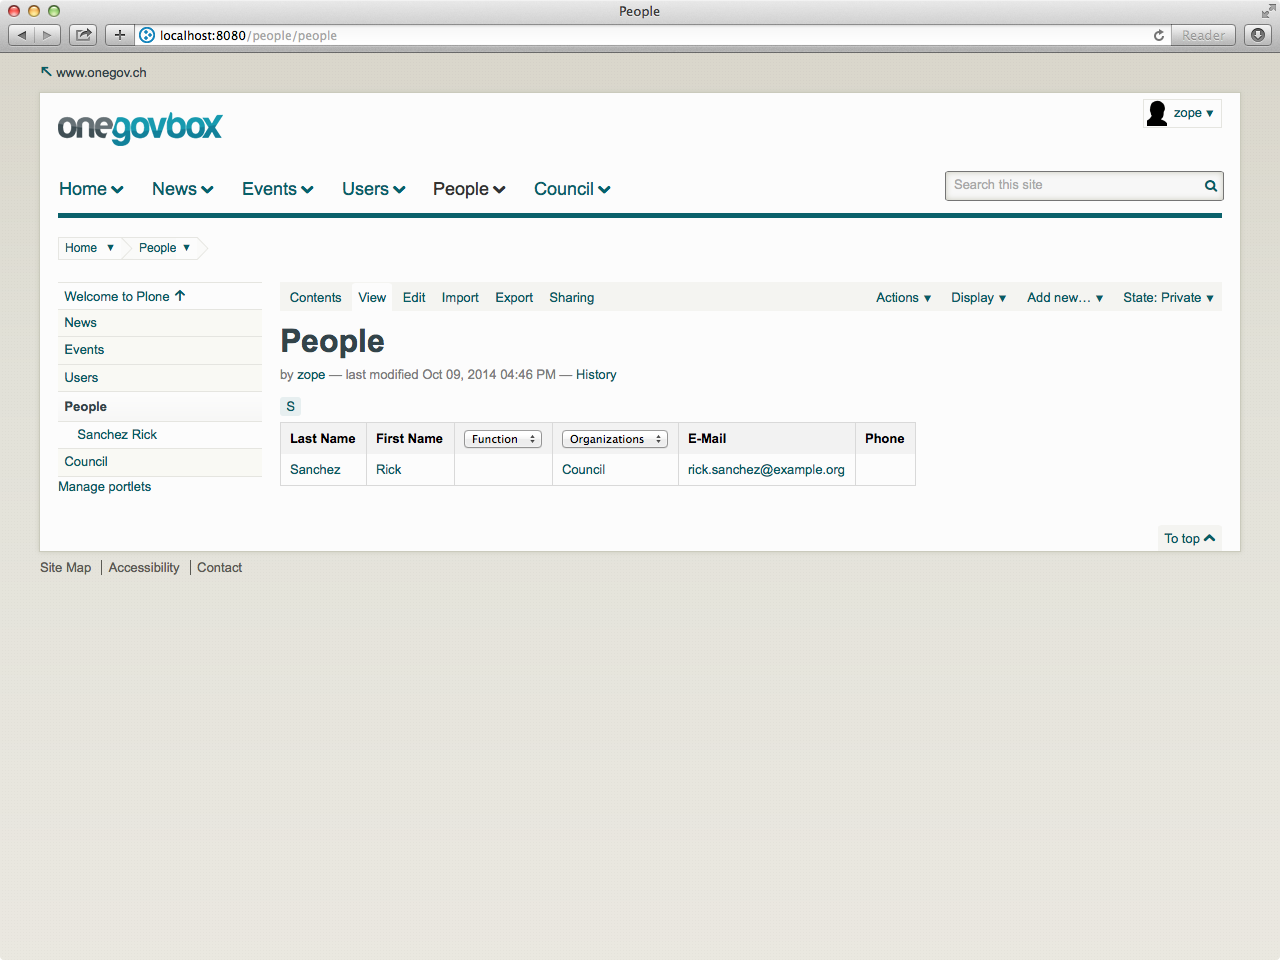 People
localhost:8080/people/people
Reader
www.onegov.ch
onegovbox
zope
Home News Events Users People Council
Search this site
Home People
Welcome to Plone
News
Events
Users
People
Sanchez Rick
Council
Manage portlets
Contents View Edit Import Export Sharing
Actions Display Add new… State: Private
People
by zope — last modified Oct 09, 2014 04:46 PM — History
S
Last Name First Name Function Organizations E-Mail Phone
Sanchez Rick Council rick.sanchez@example.org
To top
Site Map Accessibility Contact